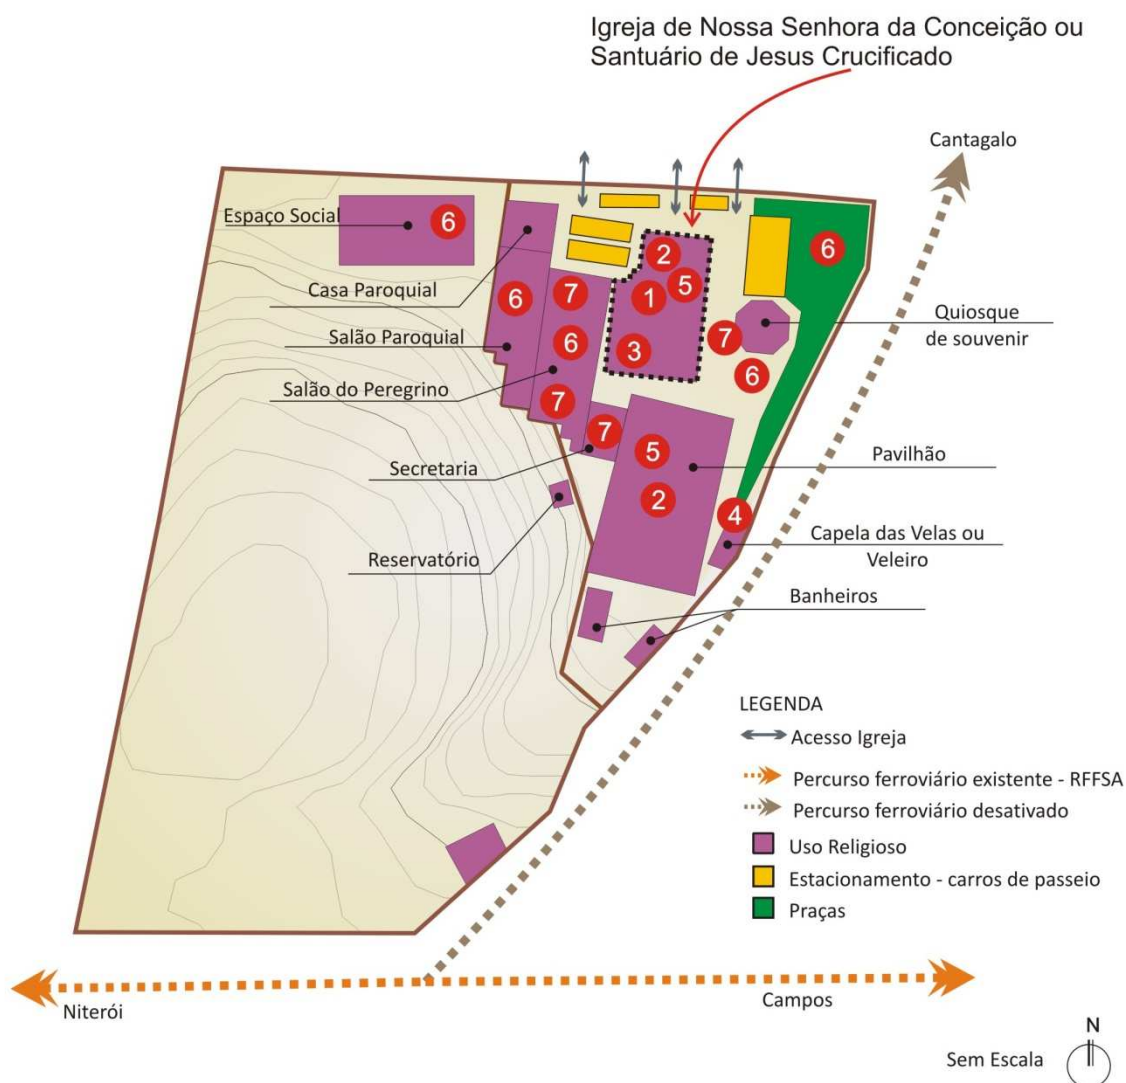 Igreja de Nossa Senhora da Conceição ou
Santuário de Jesus Crucificado
Cantagalo
Espaço Social
6
6
2
Casa Paroquial
5
7
6
1
Quiosque
de souvenir
Salão Paroquial
7
6
3
6
Salão do Peregrino
7
7
5
Pavilhão
Secretaria
2
4
Capela das Velas ou
Veleiro
Reservatório
Banheiros
LEGENDA
Acesso Igreja
Percurso ferroviário existente - RFFSA
Percurso ferroviário desativado
Uso Religioso
Estacionamento - carros de passeio
Praças
Niterói
Campos
N
Sem Escala